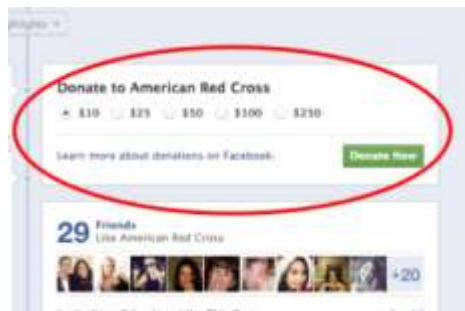 Donate to American Red Cross
$10 $25 $50 $100 $250
Learn more about donations on Facebook.
Donate Now
29 Friends
Like American Red Cross
+20